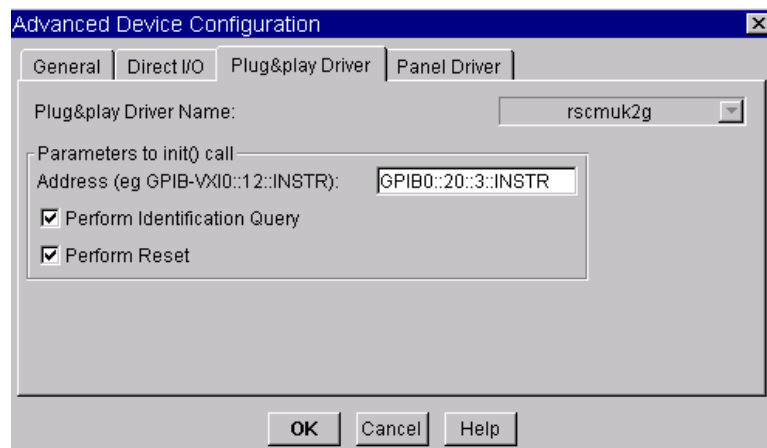 Advanced Device Configuration
General Direct I/O Plug&play Driver Panel Driver
Plug&play Driver Name: rscmuk2g
Parameters to init() call
Address (eg GPIB-VXI0::12::INSTR): GPIB0::20::3::INSTR
Perform Identification Query
Perform Reset
OK Cancel Help